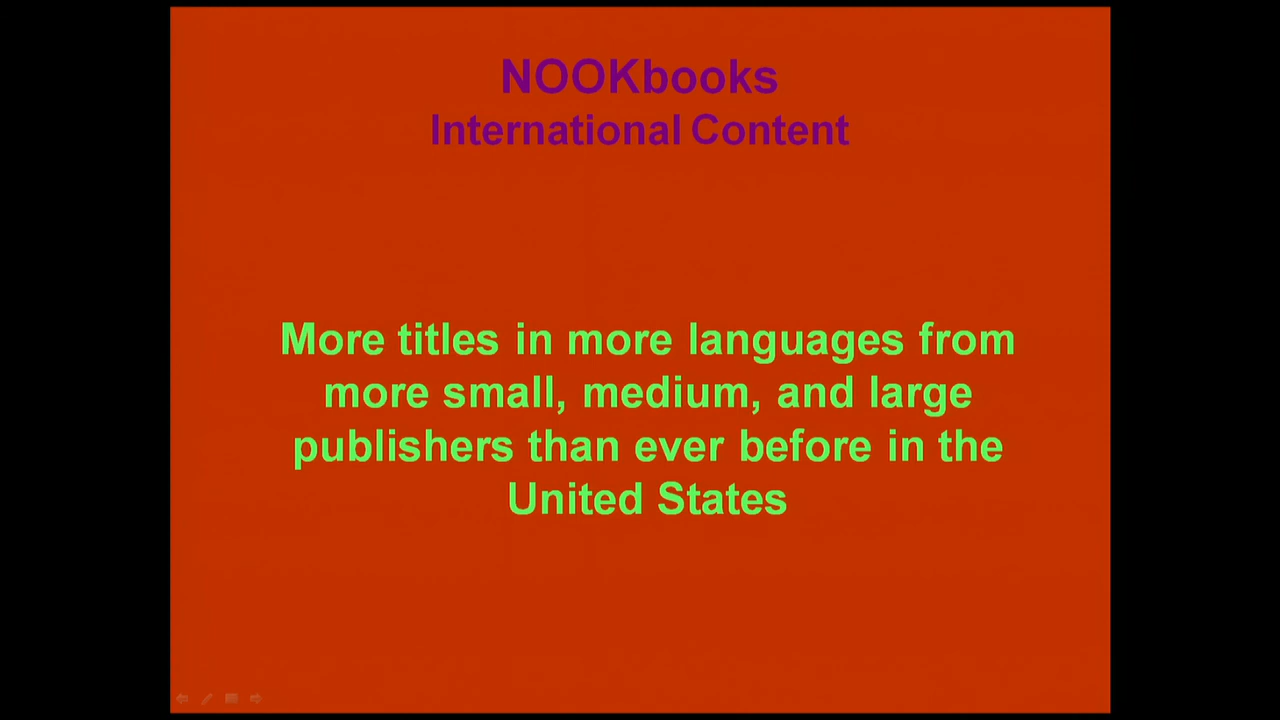 NOOKbooks
International Content
More titles in more languages from
more small, medium, and large
publishers than ever before in the
United States